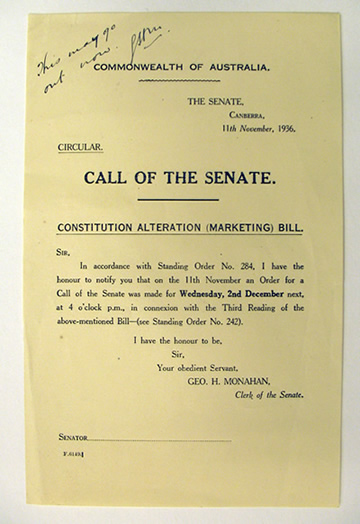 This may go
out now.
COMMONWEALTH OF AUSTRALIA.
THE SENATE,
CANBERRA,
11th November, 1936.
CIRCULAR.
CALL OF THE SENATE.
CONSTITUTION ALTERATION (MARKETING) BILL.
SIR,
In accordance with Standing Order No. 284, I have the
honour to notify you that on the 11th November an Order for a
Call of the Senate was made for Wednesday, 2nd December next,
at 4 o'clock p.m., in connexion with the Third Reading of the
above-mentioned Bill—(see Standing Order No. 242).
I have the honour to be,
Sir,
Your obedient Servant,
GEO. H. MONAHAN,
Clerk of the Senate.
SENATOR